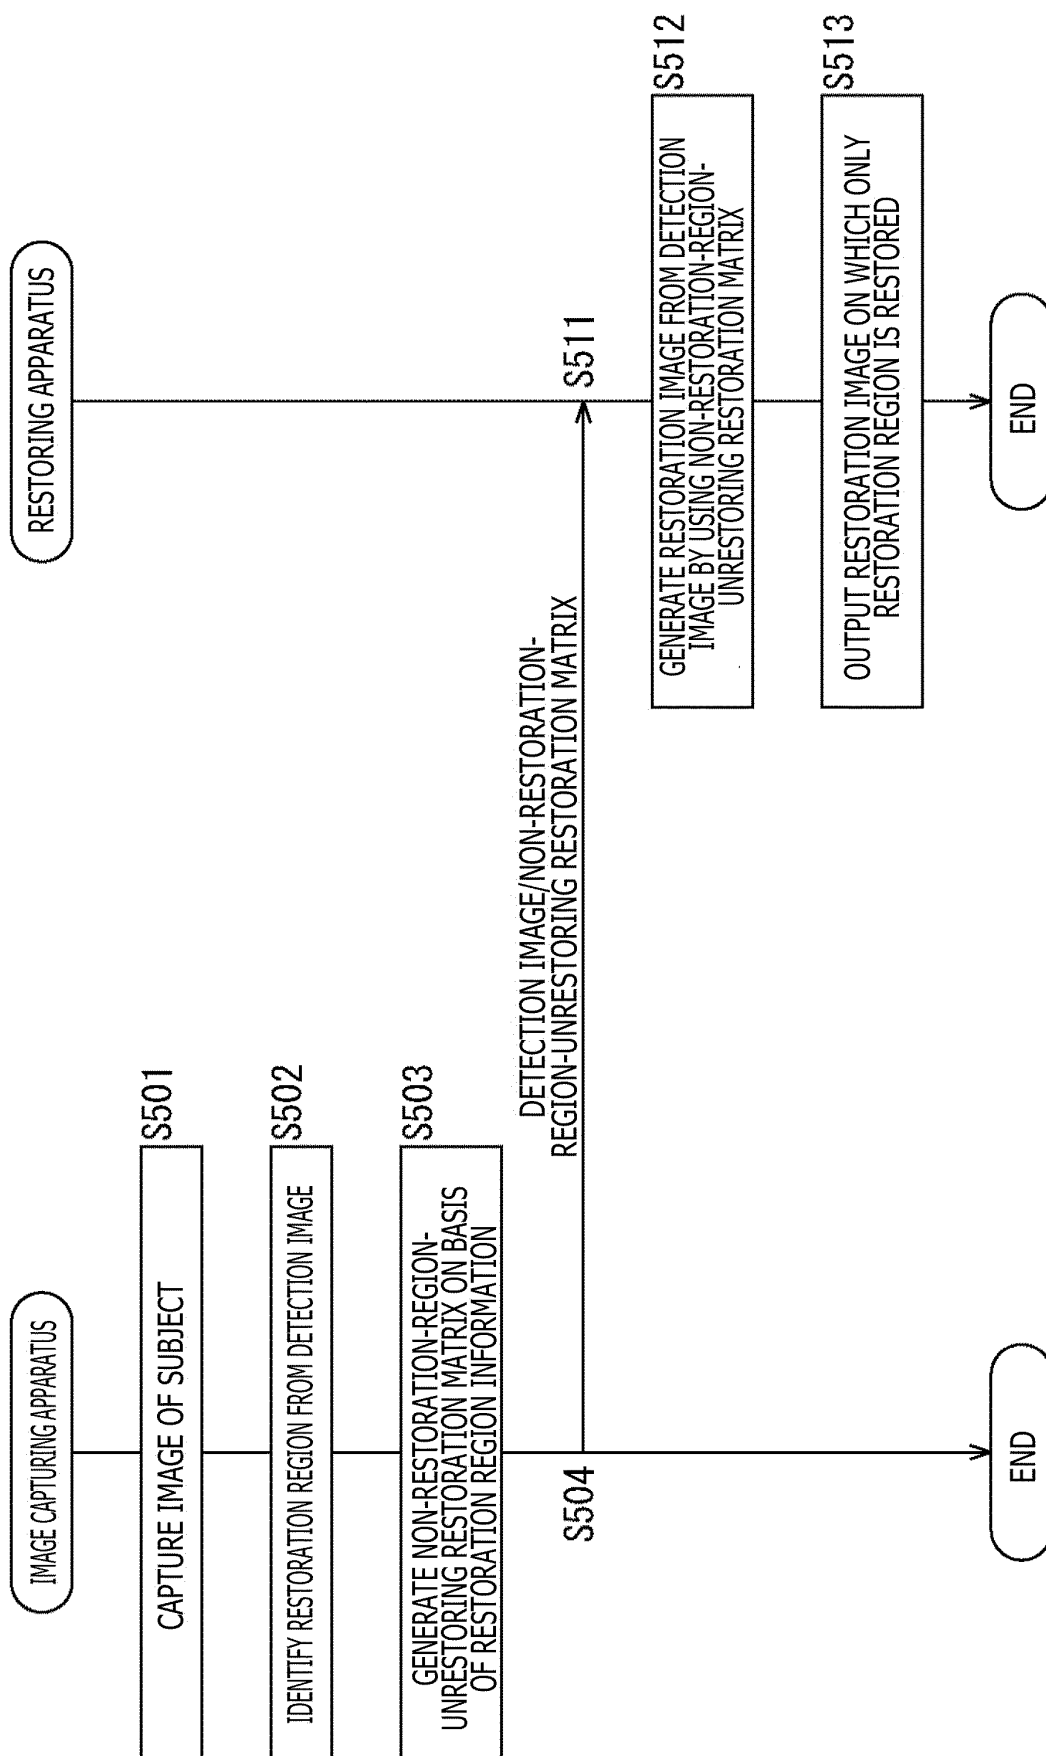 IMAGE CAPTURING APPARATUS
S501
CAPTURE IMAGE OF SUBJECT
S502
IDENTIFY RESTORATION REGION FROM DETECTION IMAGE
S503
GENERATE NON-RESTORATION-REGION-
UNRESTORING RESTORATION MATRIX ON BASIS
OF RESTORATION REGION INFORMATION
S504
DETECTION IMAGE/NON-RESTORATION-
REGION-UNRESTORING RESTORATION MATRIX
END
RESTORING APPARATUS
S511
S512
GENERATE RESTORATION IMAGE FROM DETECTION
IMAGE BY USING NON-RESTORATION-REGION-
UNRESTORING RESTORATION MATRIX
S513
OUTPUT RESTORATION IMAGE ON WHICH ONLY
RESTORATION REGION IS RESTORED
END